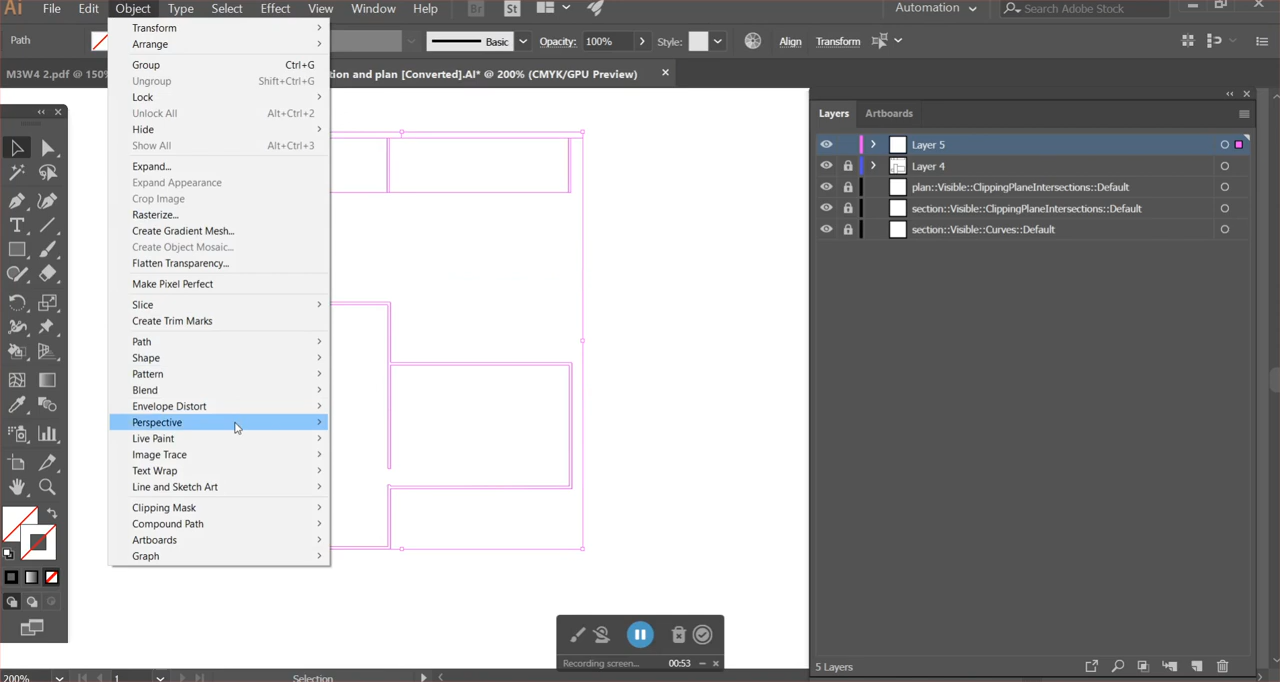 Ai File Edit Object Type Select Effect View Window Help Br St Automation Search Adobe Stock
Path Basic Opacity: 100% Style: Align Transform
M3W4 2.pdf @ 150% tion and plan [Converted].AI* @ 200% (CMYK/GPU Preview)
Transform
Arrange
Group Ctrl+G
Ungroup Shift+Ctrl+G
Lock
Unlock All Alt+Ctrl+2
Hide
Show All Alt+Ctrl+3
Expand...
Expand Appearance
Crop Image
Rasterize...
Create Gradient Mesh...
Create Object Mosaic...
Flatten Transparency...
Make Pixel Perfect
Slice
Create Trim Marks
Path
Shape
Pattern
Blend
Envelope Distort
Perspective
Live Paint
Image Trace
Text Wrap
Line and Sketch Art
Clipping Mask
Compound Path
Artboards
Graph
Layers Artboards
Layer 5
Layer 4
plan::Visible::ClippingPlaneIntersections::Default
section::Visible::ClippingPlaneIntersections::Default
section::Visible::Curves::Default
Recording screen... 00:53
5 Layers
200% 1 Selection